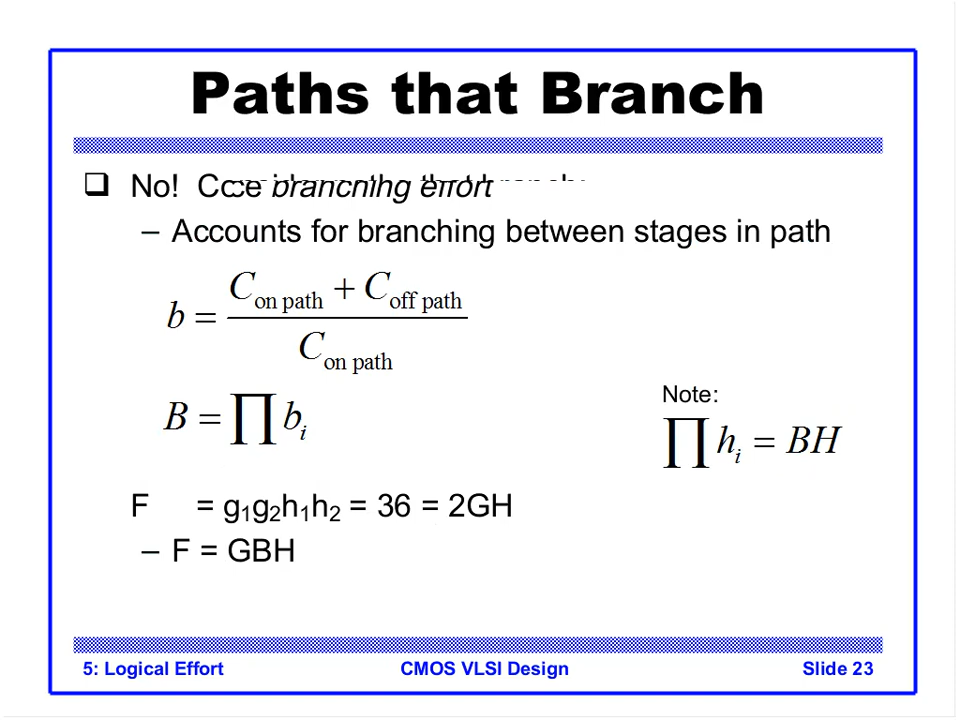 Paths that Branch
❑ No! branching effort
– Accounts for branching between stages in path
b = (C_on path + C_off path) / C_on path
B = ∏ b_i
Note:
∏ h_i = BH
F = g₁g₂h₁h₂ = 36 = 2GH
– F = GBH
5: Logical Effort CMOS VLSI Design Slide 23